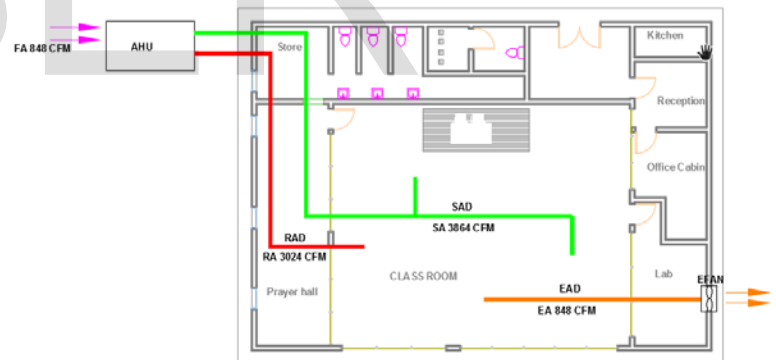 Kitchen
FA 848 CFM
AHU
Store
Reception
Office Cabin
SAD
SA 3864 CFM
RAD
RA 3024 CFM
CLASS ROOM
Lab
EFAN
Prayer hall
EAD
EA 848 CFM